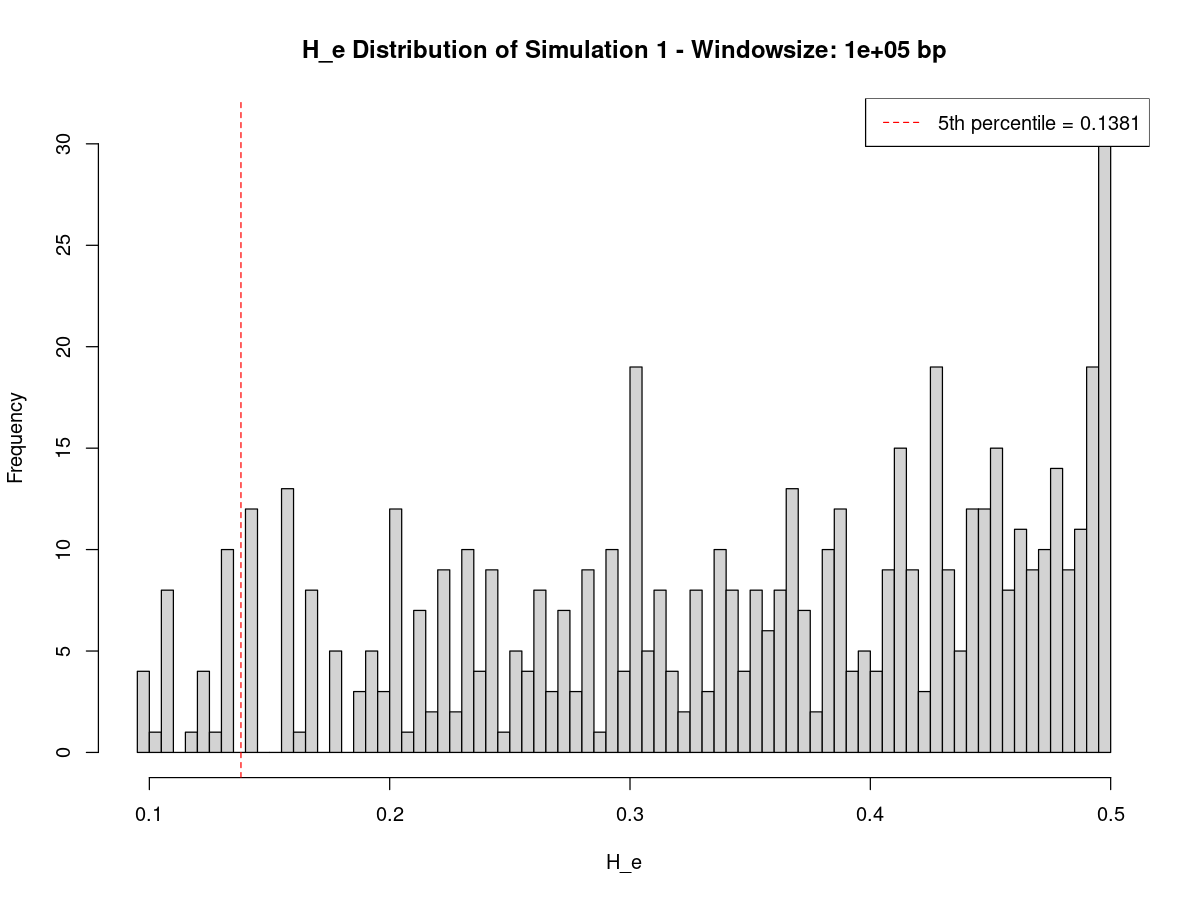 H_e Distribution of Simulation 1 - Windowsize: 1e+05 bp
5th percentile = 0.1381
Frequency
30
25
20
15
10
5
0
0.1 0.2 0.3 0.4 0.5
H_e